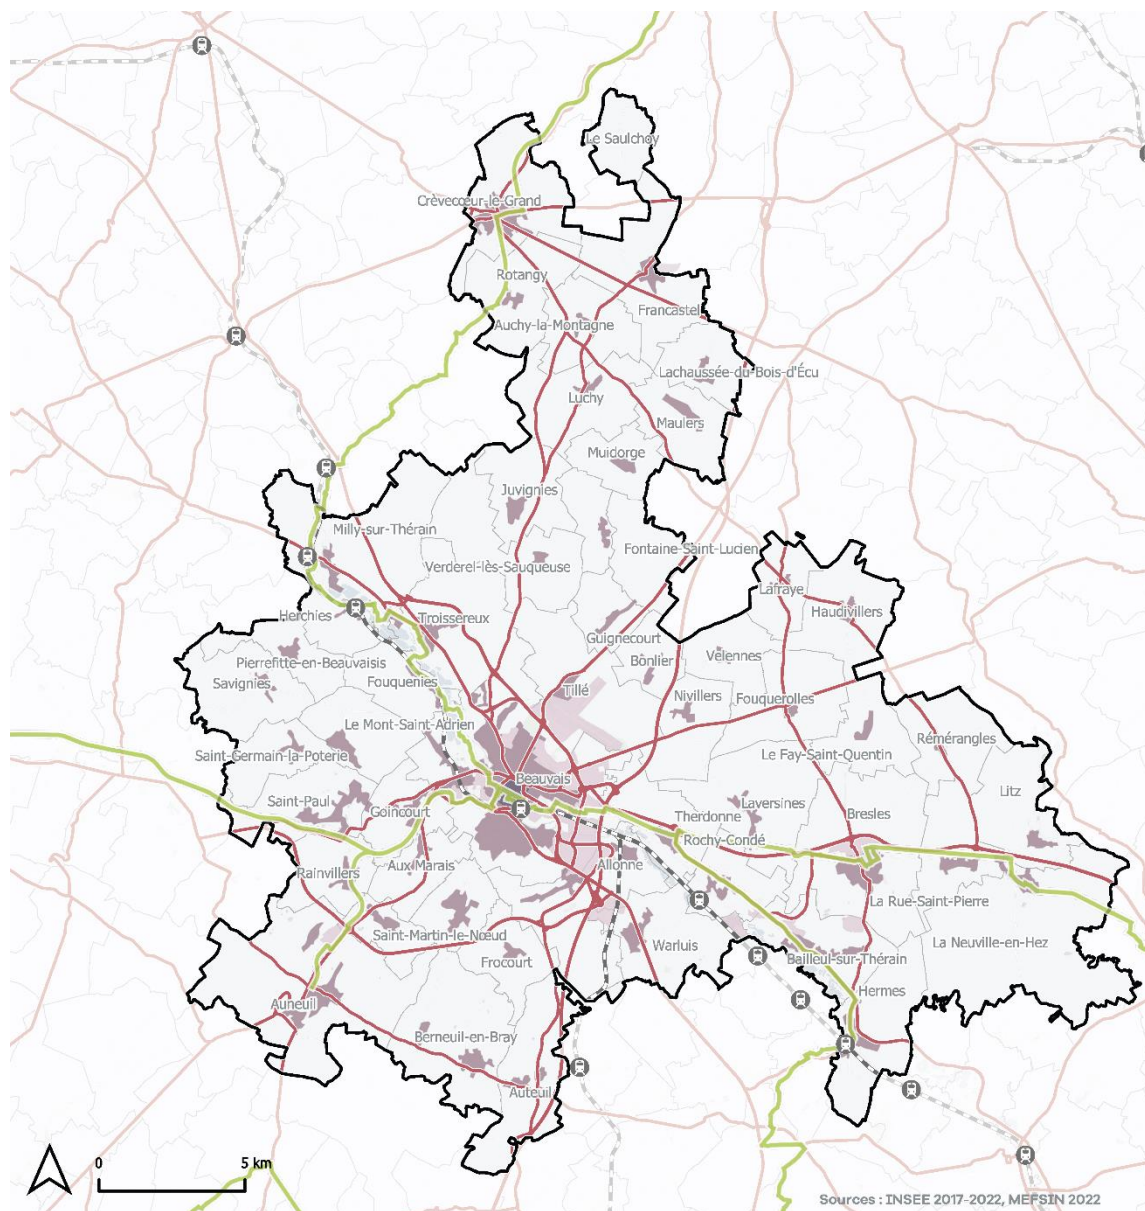 Le Saulchoy
Crèvecœur-le-Grand
Rotangy
Francastel
Auchy-la-Montagne
Lachaussée-du-Bois-d'Écu
Luchy
Maulers
Muidorge
Juvignies
Milly-sur-Thérain
Fontaine-Saint-Lucien
Verderel-lès-Sauqueuse
Lafraye
Haudivillers
Herchies
Troissereux
Guignecourt
Pierrefitte-en-Beauvaisis
Bonlier
Velennes
Savignies
Fouquenies
Tillé
Nivillers
Fouquerolles
Le Mont-Saint-Adrien
Rémérangles
Saint-Germain-la-Poterie
Le Fay-Saint-Quentin
Beauvais
Litz
Saint-Paul
Goincourt
Laversines
Therdonne
Bresles
Rochy-Condé
Aux Marais
Allonne
Rainvillers
La Rue-Saint-Pierre
Saint-Martin-le-Nœud
Warluis
La Neuville-en-Hez
Frocourt
Bailleul-sur-Thérain
Hermes
Auneuil
Berneuil-en-Bray
Auteuil
0 5 km
Sources : INSEE 2017-2022, MEFSIN 2022